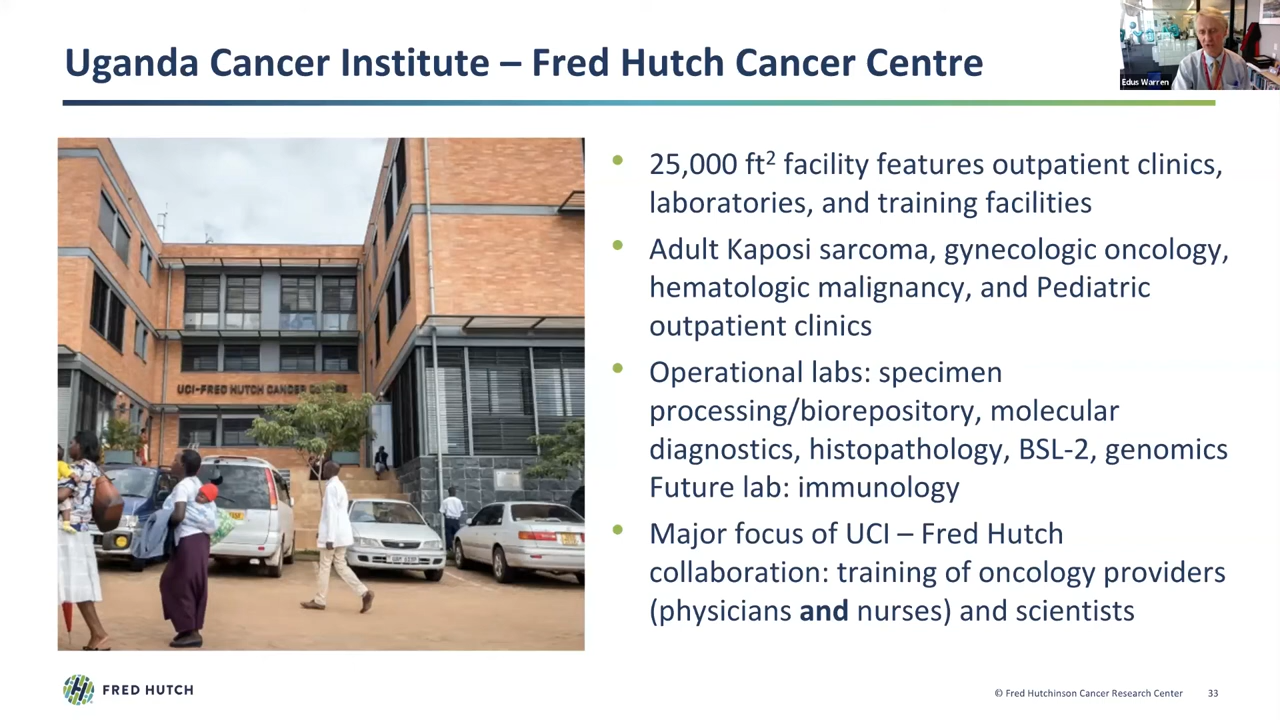 Uganda Cancer Institute – Fred Hutch Cancer Centre
Edus Warren
25,000 ft² facility features outpatient clinics,
laboratories, and training facilities
Adult Kaposi sarcoma, gynecologic oncology,
hematologic malignancy, and Pediatric
outpatient clinics
Operational labs: specimen
processing/biorepository, molecular
diagnostics, histopathology, BSL-2, genomics
Future lab: immunology
Major focus of UCI – Fred Hutch
collaboration: training of oncology providers
(physicians and nurses) and scientists
UCI-FRED HUTCH CANCER CENTRE
FRED HUTCH
© Fred Hutchinson Cancer Research Center
33